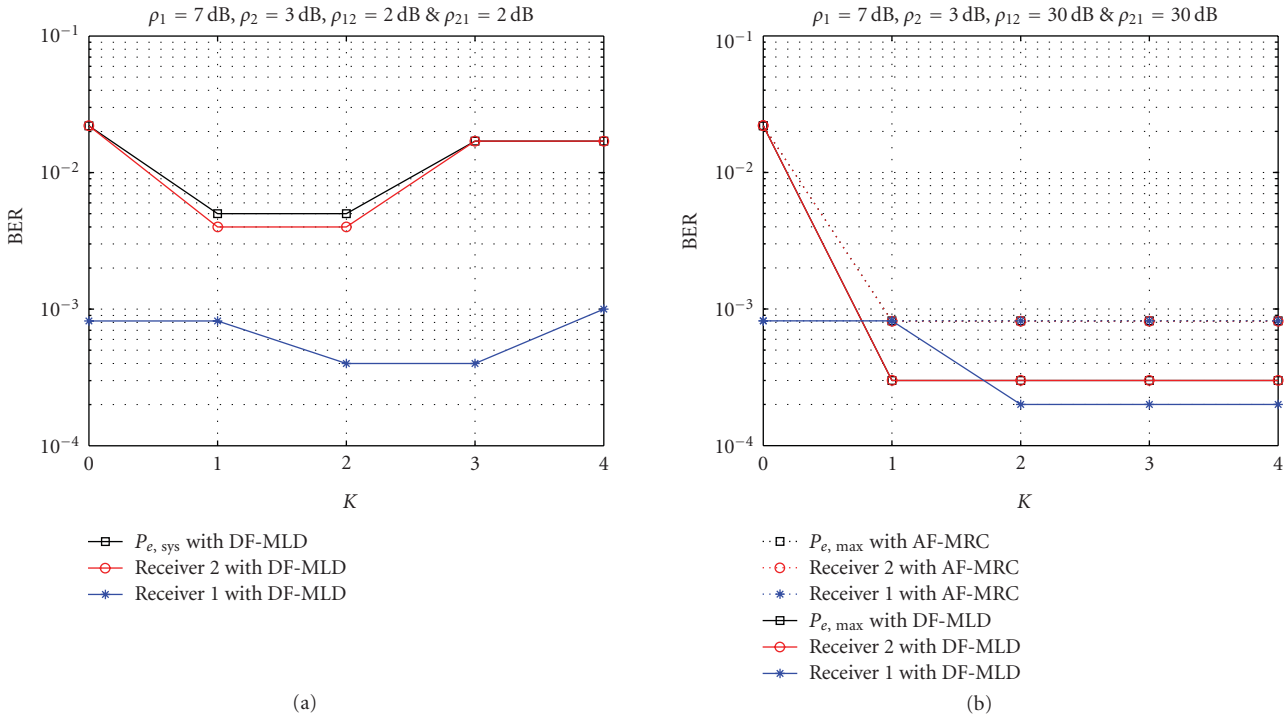 ρ₁ = 7 dB, ρ₂ = 3 dB, ρ₁₂ = 2 dB & ρ₂₁ = 2 dB
10⁻¹
10⁻²
10⁻³
10⁻⁴
BER
0 1 2 3 4
K
Pₑ, sys with DF-MLD
Receiver 2 with DF-MLD
Receiver 1 with DF-MLD
(a)
ρ₁ = 7 dB, ρ₂ = 3 dB, ρ₁₂ = 30 dB & ρ₂₁ = 30 dB
10⁻¹
10⁻²
10⁻³
10⁻⁴
BER
0 1 2 3 4
K
Pₑ, max with AF-MRC
Receiver 2 with AF-MRC
Receiver 1 with AF-MRC
Pₑ, max with DF-MLD
Receiver 2 with DF-MLD
Receiver 1 with DF-MLD
(b)